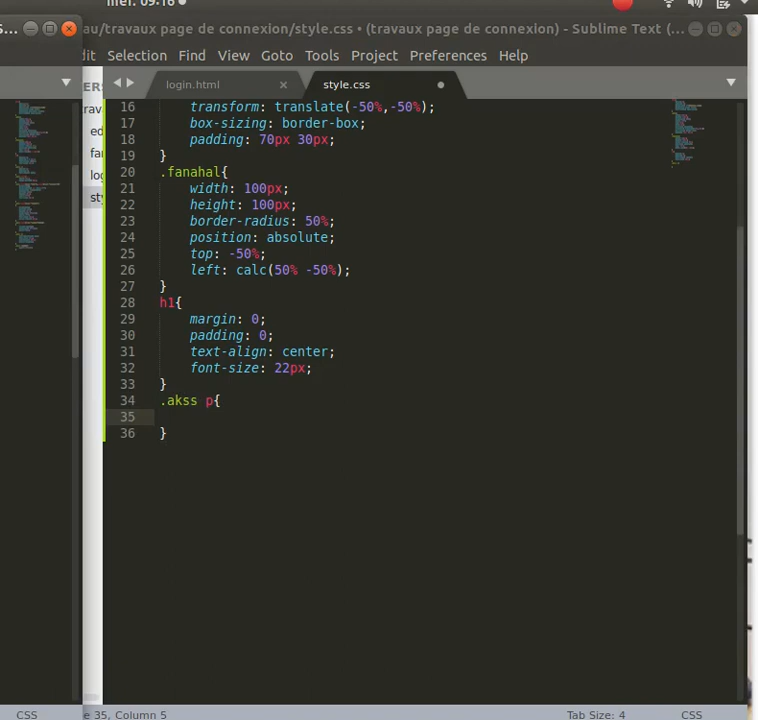 mer. 09:16
S...
au/travaux page de connexion/style.css • (travaux page de connexion) - Sublime Text (...
dit Selection Find View Goto Tools Project Preferences Help
login.html
style.css
16 transform: translate(-50%,-50%);
17 box-sizing: border-box;
18 padding: 70px 30px;
19 }
20 .fanahal{
21 width: 100px;
22 height: 100px;
23 border-radius: 50%;
24 position: absolute;
25 top: -50%;
26 left: calc(50% -50%);
27 }
28 h1{
29 margin: 0;
30 padding: 0;
31 text-align: center;
32 font-size: 22px;
33 }
34 .akss p{
35
36 }
CSS
e 35, Column 5
Tab Size: 4
CSS